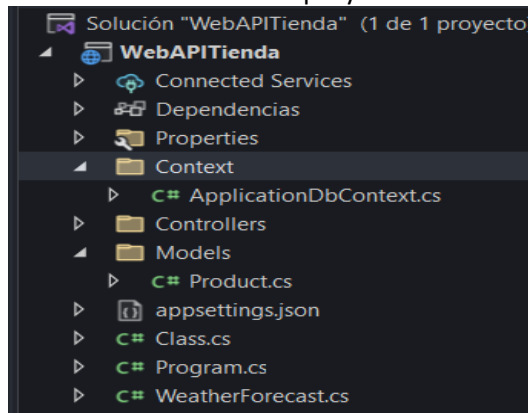 Solución "WebAPITienda" (1 de 1 proyecto)
WebAPITienda
Connected Services
Dependencias
Properties
Context
C# ApplicationDbContext.cs
Controllers
Models
C# Product.cs
appsettings.json
C# Class.cs
C# Program.cs
C# WeatherForecast.cs